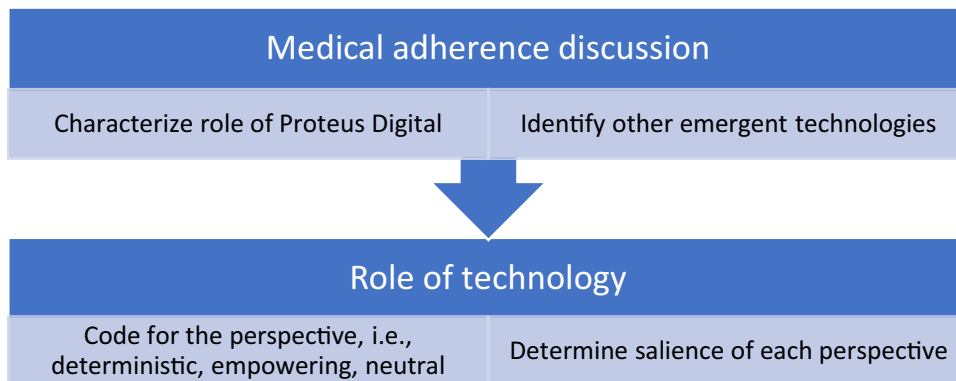 Medical adherence discussion
Characterize role of Proteus Digital
Identify other emergent technologies
Role of technology
Code for the perspective, i.e.,
deterministic, empowering, neutral
Determine salience of each perspective